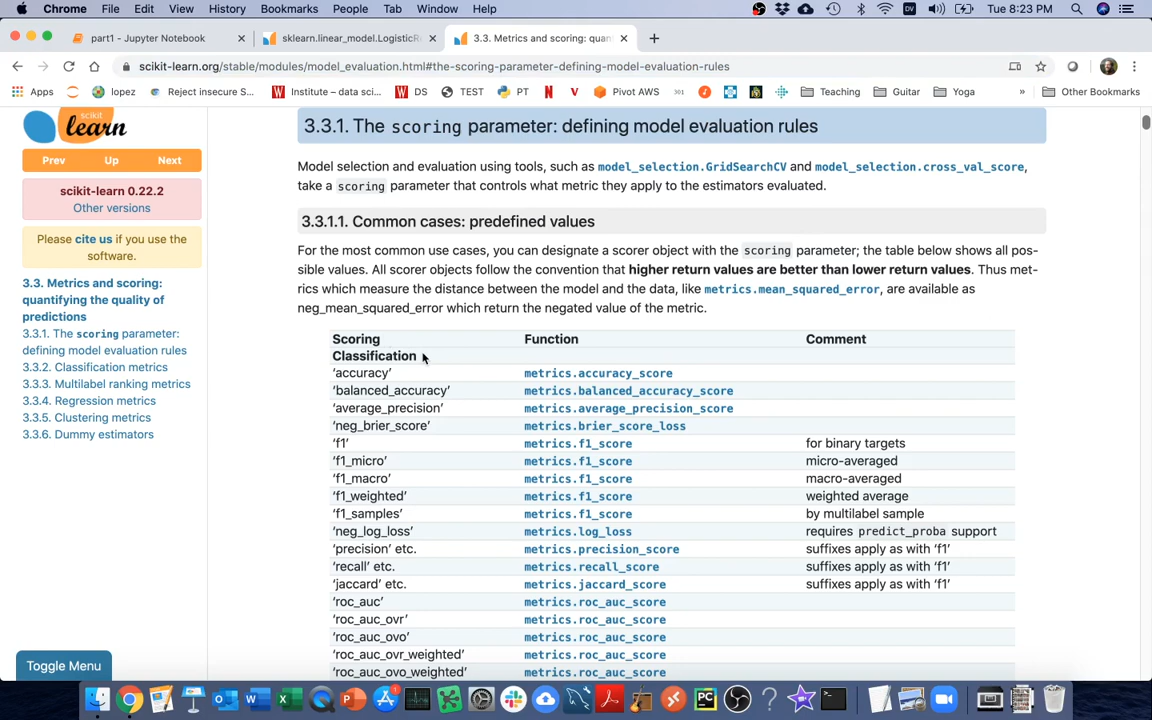 Chrome File Edit View History Bookmarks People Tab Window Help Tue 8:23 PM
part1 - Jupyter Notebook × sklearn.linear_model.LogisticR × 3.3. Metrics and scoring: quan × +
scikit-learn.org/stable/modules/model_evaluation.html#the-scoring-parameter-defining-model-evaluation-rules
Apps lopez Reject insecure S... Institute – data sci... DS TEST PT Pivot AWS 301 Teaching Guitar Yoga » Other Bookmarks
scikit
learn
Prev Up Next
scikit-learn 0.22.2
Other versions
Please cite us if you use the
software.
3.3. Metrics and scoring:
quantifying the quality of
predictions
3.3.1. The scoring parameter:
defining model evaluation rules
3.3.2. Classification metrics
3.3.3. Multilabel ranking metrics
3.3.4. Regression metrics
3.3.5. Clustering metrics
3.3.6. Dummy estimators
Toggle Menu
3.3.1. The scoring parameter: defining model evaluation rules
Model selection and evaluation using tools, such as model_selection.GridSearchCV and model_selection.cross_val_score,
take a scoring parameter that controls what metric they apply to the estimators evaluated.
3.3.1.1. Common cases: predefined values
For the most common use cases, you can designate a scorer object with the scoring parameter; the table below shows all pos-
sible values. All scorer objects follow the convention that higher return values are better than lower return values. Thus met-
rics which measure the distance between the model and the data, like metrics.mean_squared_error, are available as
neg_mean_squared_error which return the negated value of the metric.
Scoring Function Comment
Classification
‘accuracy’ metrics.accuracy_score
‘balanced_accuracy’ metrics.balanced_accuracy_score
‘average_precision’ metrics.average_precision_score
‘neg_brier_score’ metrics.brier_score_loss
‘f1’ metrics.f1_score for binary targets
‘f1_micro’ metrics.f1_score micro-averaged
‘f1_macro’ metrics.f1_score macro-averaged
‘f1_weighted’ metrics.f1_score weighted average
‘f1_samples’ metrics.f1_score by multilabel sample
‘neg_log_loss’ metrics.log_loss requires predict_proba support
‘precision’ etc. metrics.precision_score suffixes apply as with ‘f1’
‘recall’ etc. metrics.recall_score suffixes apply as with ‘f1’
‘jaccard’ etc. metrics.jaccard_score suffixes apply as with ‘f1’
‘roc_auc’ metrics.roc_auc_score
‘roc_auc_ovr’ metrics.roc_auc_score
‘roc_auc_ovo’ metrics.roc_auc_score
‘roc_auc_ovr_weighted’ metrics.roc_auc_score
‘roc_auc_ovo_weighted’ metrics.roc_auc_score